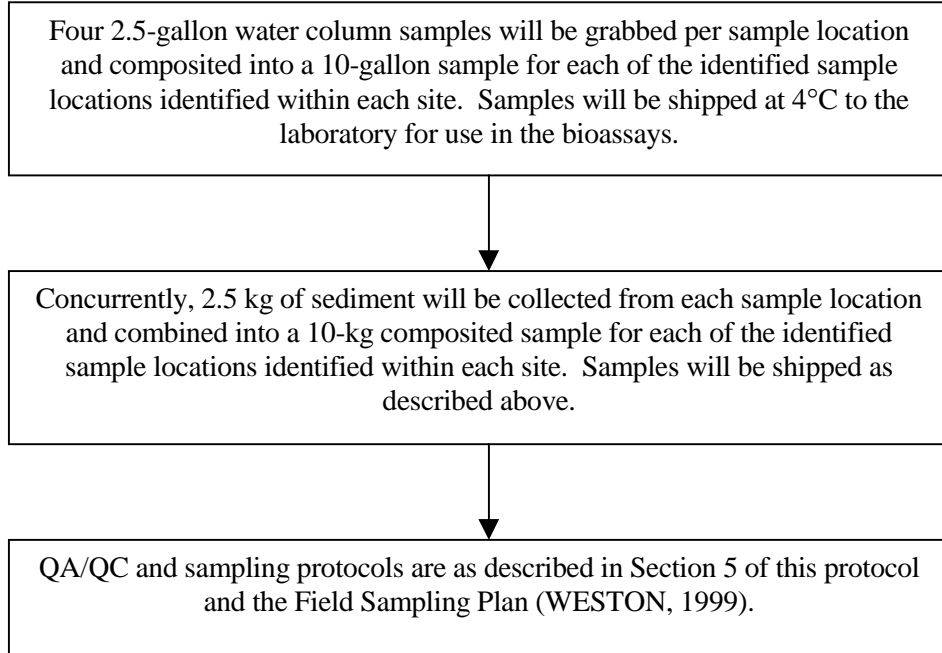 Four 2.5-gallon water column samples will be grabbed per sample location
and composited into a 10-gallon sample for each of the identified sample
locations identified within each site.  Samples will be shipped at 4°C to the
laboratory for use in the bioassays.
Concurrently, 2.5 kg of sediment will be collected from each sample location
and combined into a 10-kg composited sample for each of the identified
sample locations identified within each site.  Samples will be shipped as
described above.
QA/QC and sampling protocols are as described in Section 5 of this protocol
and the Field Sampling Plan (WESTON, 1999).